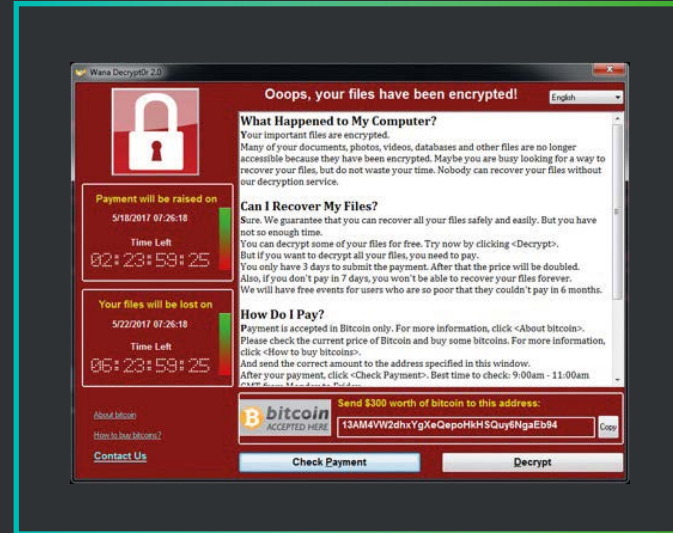 Wana Decrypt0r 2.0
Ooops, your files have been encrypted!
English
What Happened to My Computer?
Your important files are encrypted.
Many of your documents, photos, videos, databases and other files are no longer
accessible because they have been encrypted. Maybe you are busy looking for a way to
recover your files, but do not waste your time. Nobody can recover your files without
our decryption service.
Can I Recover My Files?
Sure. We guarantee that you can recover all your files safely and easily. But you have
not so enough time.
You can decrypt some of your files for free. Try now by clicking <Decrypt>.
But if you want to decrypt all your files, you need to pay.
You only have 3 days to submit the payment. After that the price will be doubled.
Also, if you don't pay in 7 days, you won't be able to recover your files forever.
We will have free events for users who are so poor that they couldn't pay in 6 months.
How Do I Pay?
Payment is accepted in Bitcoin only. For more information, click <About bitcoin>.
Please check the current price of Bitcoin and buy some bitcoins. For more information,
click <How to buy bitcoins>.
And send the correct amount to the address specified in this window.
After your payment, click <Check Payment>. Best time to check: 9:00am - 11:00am
GMT from Monday to Friday.
Payment will be raised on
5/18/2017 07:26:18
Time Left
02:23:59:25
Your files will be lost on
5/22/2017 07:26:18
Time Left
06:23:59:25
About bitcoin
How to buy bitcoins?
Contact Us
bitcoin
ACCEPTED HERE
Send $300 worth of bitcoin to this address:
13AM4VW2dhxYgXeQepoHkHSQuy6NgaEb94
Copy
Check Payment
Decrypt